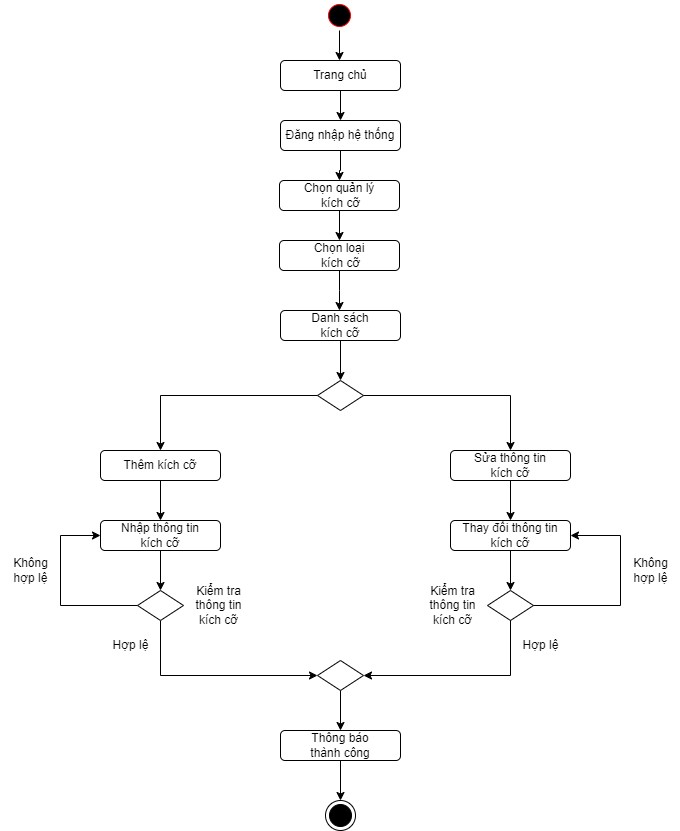 Trang chủ
Đăng nhập hệ thống
Chọn quản lý
kích cỡ
Chọn loại
kích cỡ
Danh sách
kích cỡ
Thêm kích cỡ
Sửa thông tin
kích cỡ
Nhập thông tin
kích cỡ
Thay đổi thông tin
kích cỡ
Không
hợp lệ
Kiểm tra
thông tin
kích cỡ
Kiểm tra
thông tin
kích cỡ
Không
hợp lệ
Hợp lệ
Hợp lệ
Thông báo
thành công